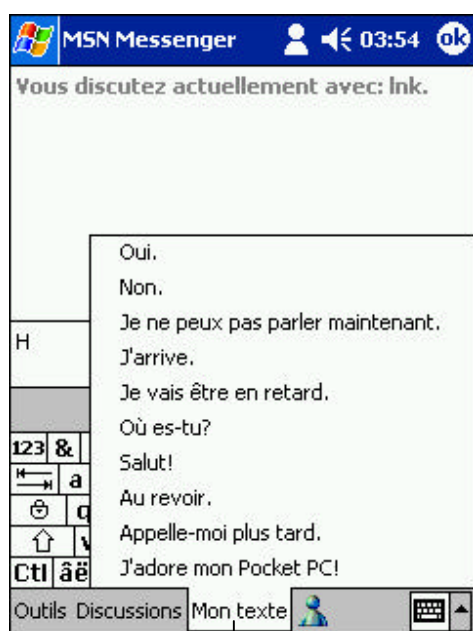 MSN Messenger 03:54 ok
Vous discutez actuellement avec: lnk.
Oui.
Non.
Je ne peux pas parler maintenant.
H
J'arrive.
Je vais être en retard.
Où es-tu?
Salut!
Au revoir.
Appelle-moi plus tard.
J'adore mon Pocket PC!
123 &
a
q
Ctl âë
Outils Discussions Mon texte